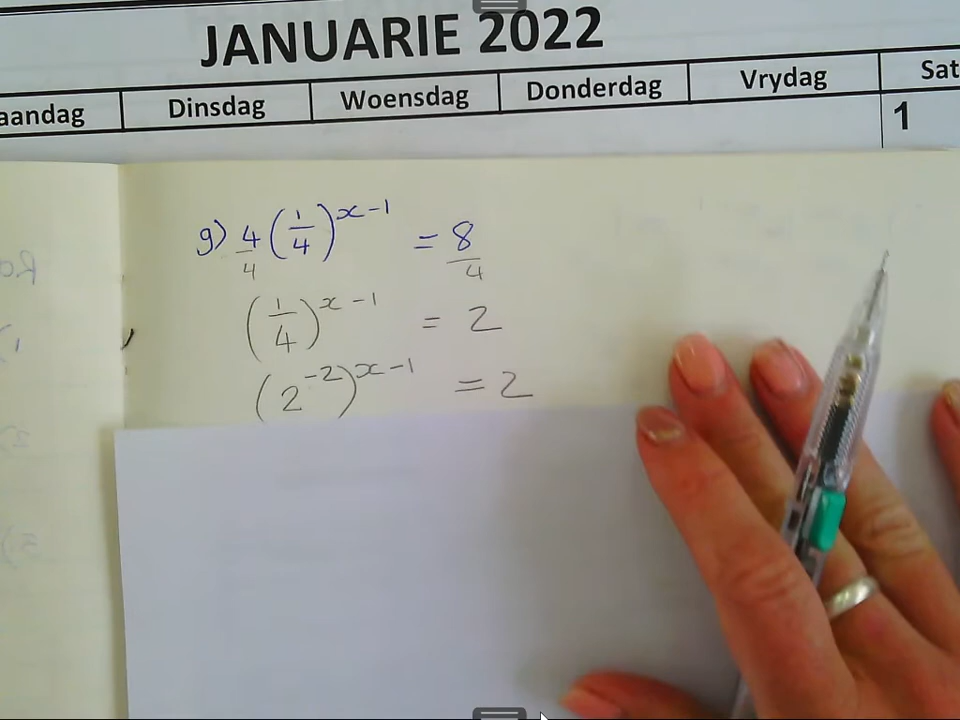 JANUARIE 2022
aandag Dinsdag Woensdag Donderdag Vrydag Sat
1
g) 4/4 (1/4)^(x-1) = 8/4
(1/4)^(x-1) = 2
(2^(-2))^(x-1) = 2